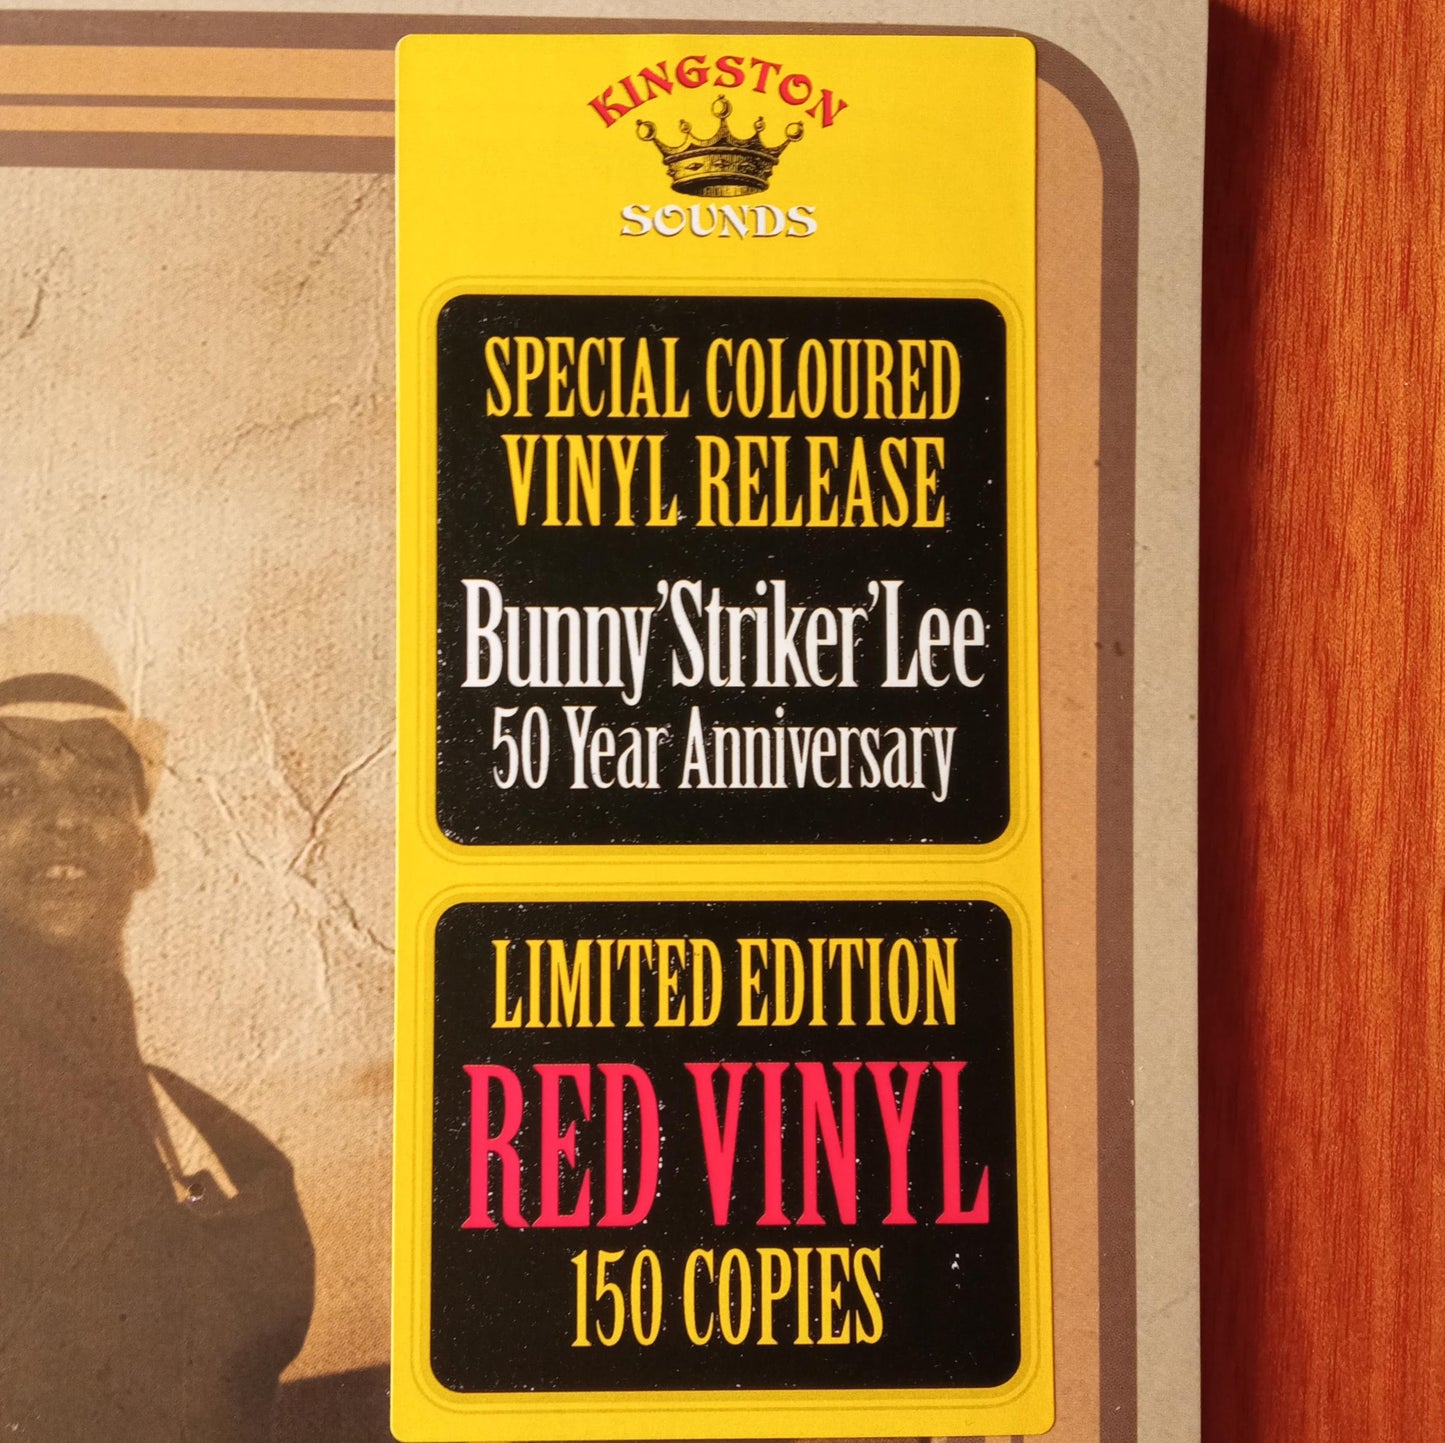 KINGSTON
SOUNDS
SPECIAL COLOURED
VINYL RELEASE
Bunny 'Striker' Lee
50 Year Anniversary
LIMITED EDITION
RED VINYL
150 COPIES